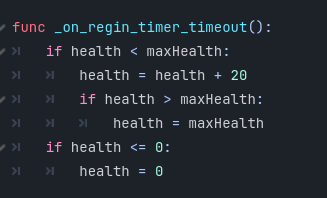 func _on_regin_timer_timeout():
if health < maxHealth:
health = health + 20
if health > maxHealth:
health = maxHealth
if health <= 0:
health = 0